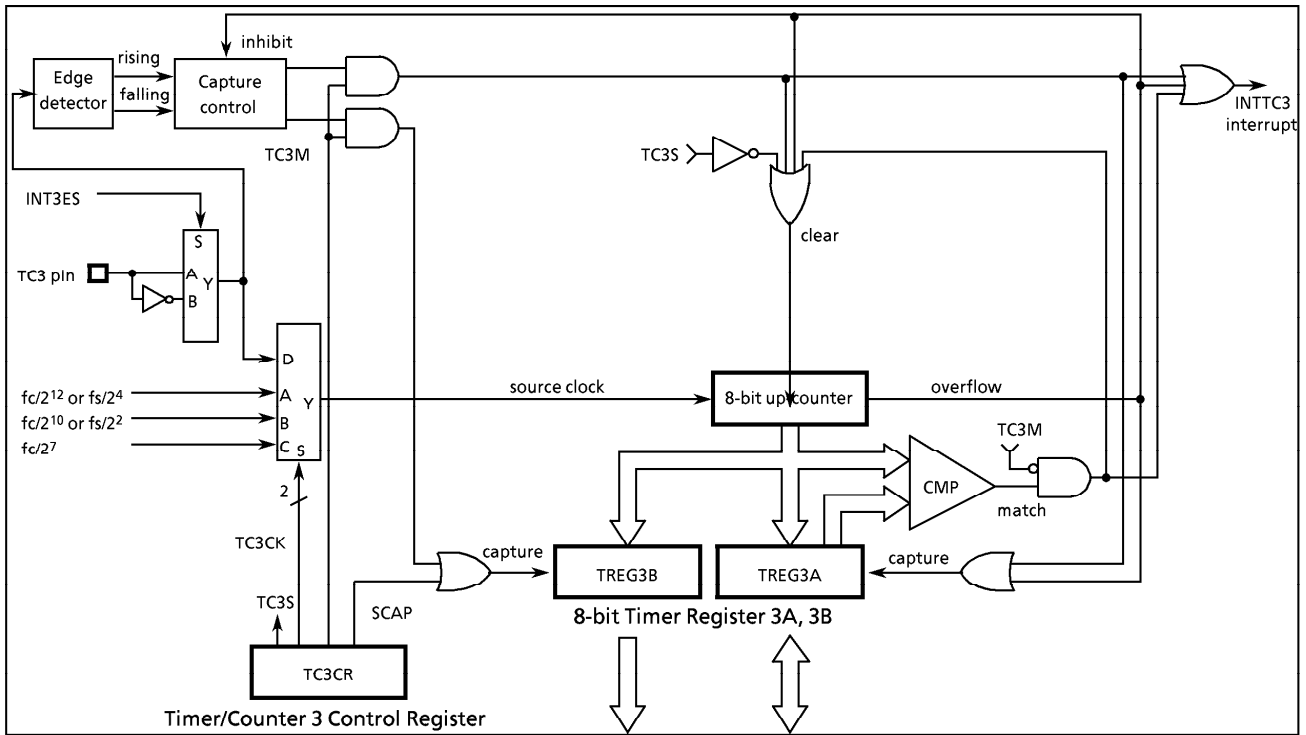 inhibit
rising
Edge
detector
falling
Capture
control
INTTC3
interrupt
TC3M
TC3S
INT3ES
S
clear
TC3 pin
A
Y
B
D
fc/2¹² or fs/2⁴
A
Y
source clock
8-bit up counter
overflow
fc/2¹⁰ or fs/2²
B
fc/2⁷
C
S
TC3M
2
CMP
match
TC3CK
capture
TREG3B
TREG3A
capture
TC3S
SCAP
8-bit Timer Register 3A, 3B
TC3CR
Timer/Counter 3 Control Register